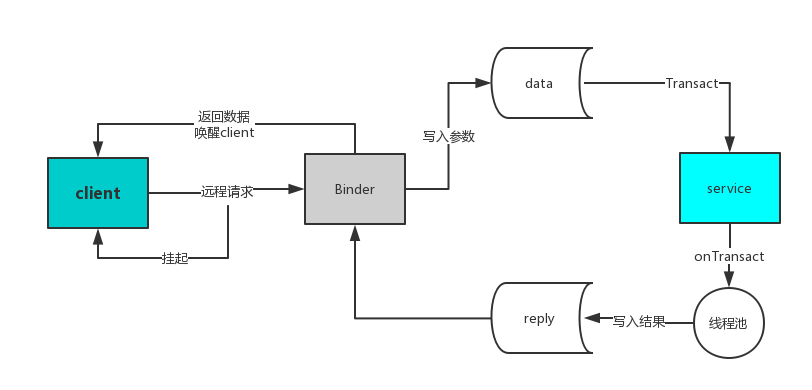 data
Transact
返回数据
唤醒client
写入参数
client
远程请求
Binder
service
挂起
onTransact
reply
写入结果
线程池